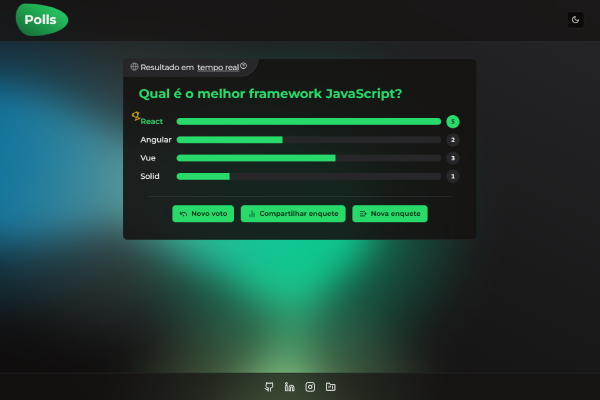 Polls
Resultado em tempo real
Qual é o melhor framework JavaScript?
React 5
Angular 2
Vue 3
Solid 1
Novo voto Compartilhar enquete Nova enquete